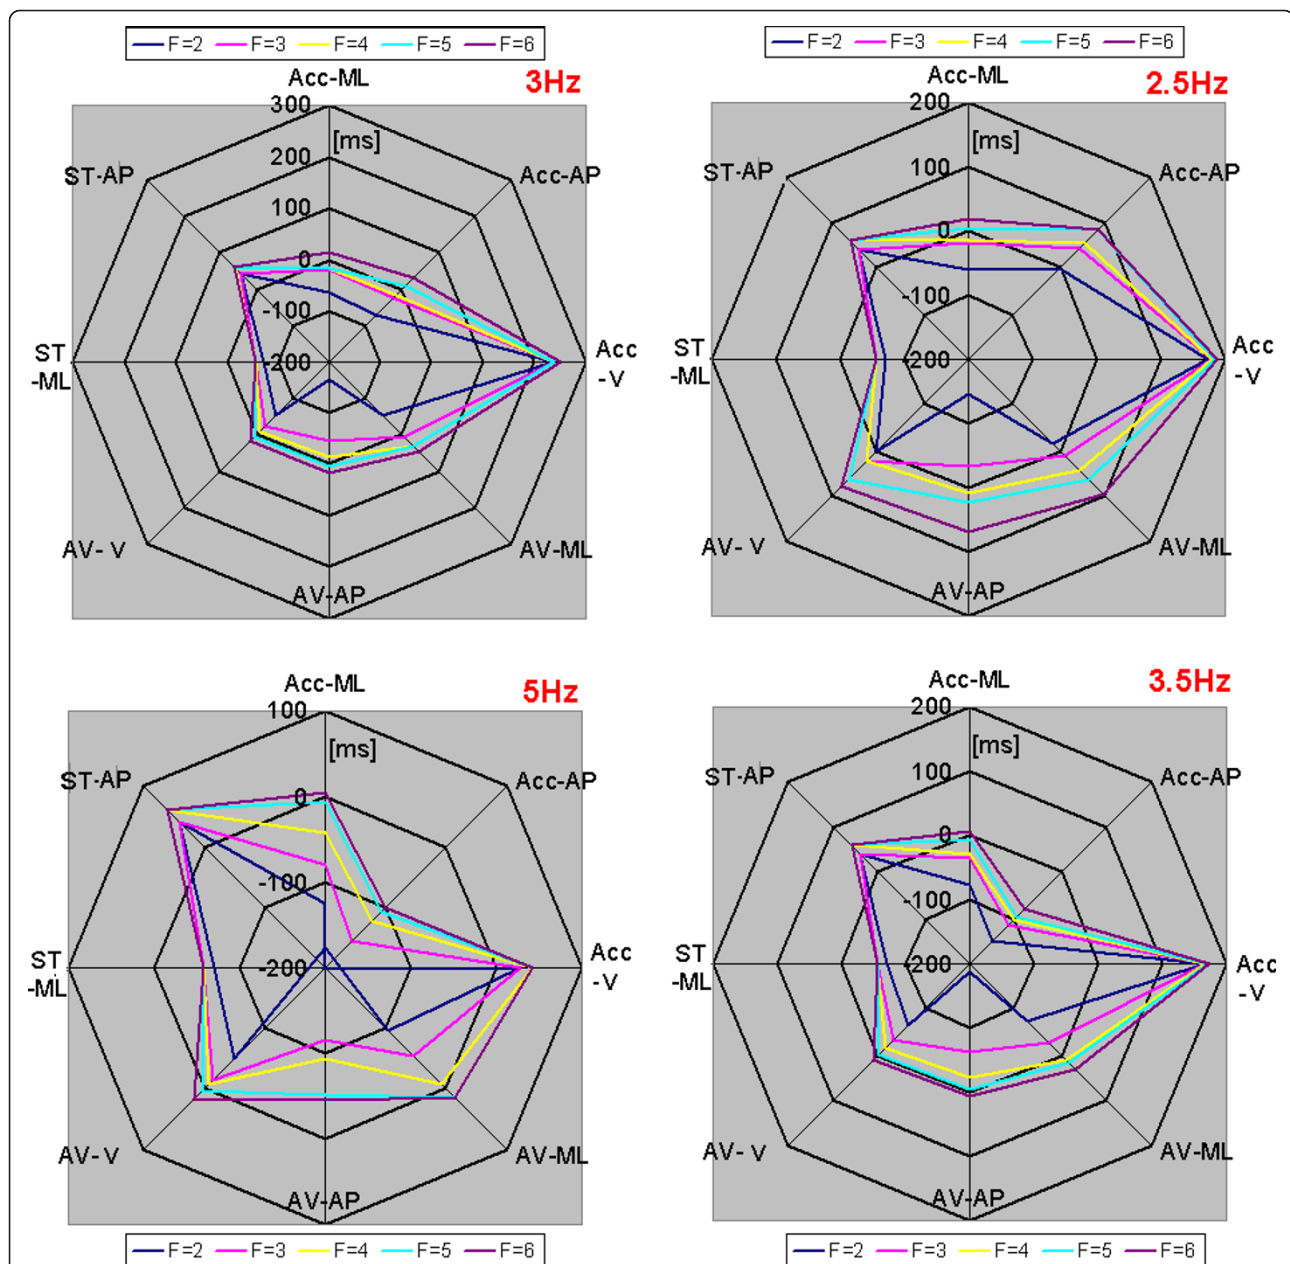 F=2 F=3 F=4 F=5 F=6
Acc-ML
3Hz
300
[ms]
200
100
0
-100
-200
ST-AP
Acc-AP
ST
-ML
Acc
-V
AV- V
AV-ML
AV-AP
F=2 F=3 F=4 F=5 F=6
Acc-ML
2.5Hz
200
[ms]
100
0
-100
-200
ST-AP
Acc-AP
ST
-ML
Acc
-V
AV- V
AV-ML
AV-AP
Acc-ML
5Hz
100
[ms]
0
-100
-200
ST-AP
Acc-AP
ST
-ML
Acc
-V
AV- V
AV-ML
AV-AP
F=2 F=3 F=4 F=5 F=6
Acc-ML
3.5Hz
200
[ms]
100
0
-100
-200
ST-AP
Acc-AP
ST
-ML
Acc
-V
AV- V
AV-ML
AV-AP
F=2 F=3 F=4 F=5 F=6